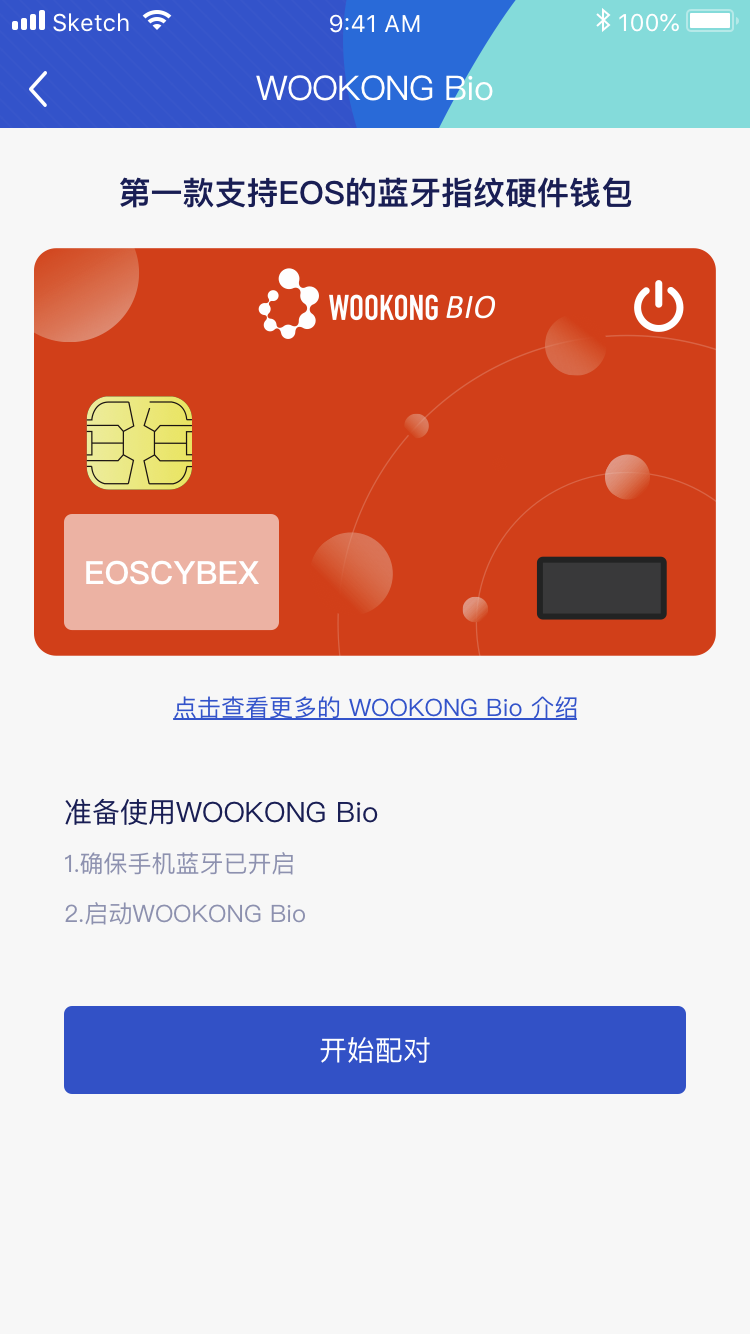 Sketch 9:41 AM 100%
WOOKONG Bio
第一款支持EOS的蓝牙指纹硬件钱包
WOOKONG BIO
EOSCYBEX
点击查看更多的 WOOKONG Bio 介绍
准备使用WOOKONG Bio
1.确保手机蓝牙已开启
2.启动WOOKONG Bio
开始配对